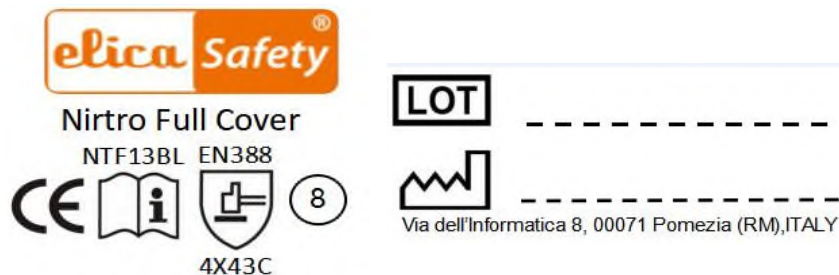 elica Safety®
Nirtro Full Cover
NTF13BL EN388
CE i 8
4X43C
LOT
Via dell'Informatica 8, 00071 Pomezia (RM),ITALY